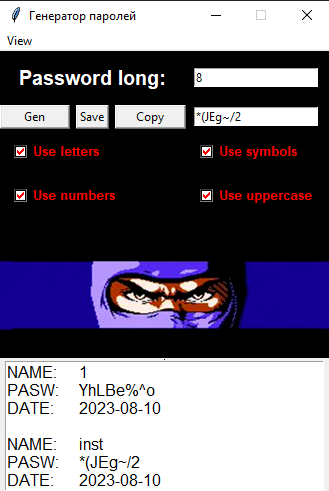 Генератор паролей
View
Password long: 8
Gen Save Copy *(JEg~/2
Use letters Use symbols
Use numbers Use uppercase
NAME: 1
PASW: YhLBe%^o
DATE: 2023-08-10
NAME: inst
PASW: *(JEg~/2
DATE: 2023-08-10